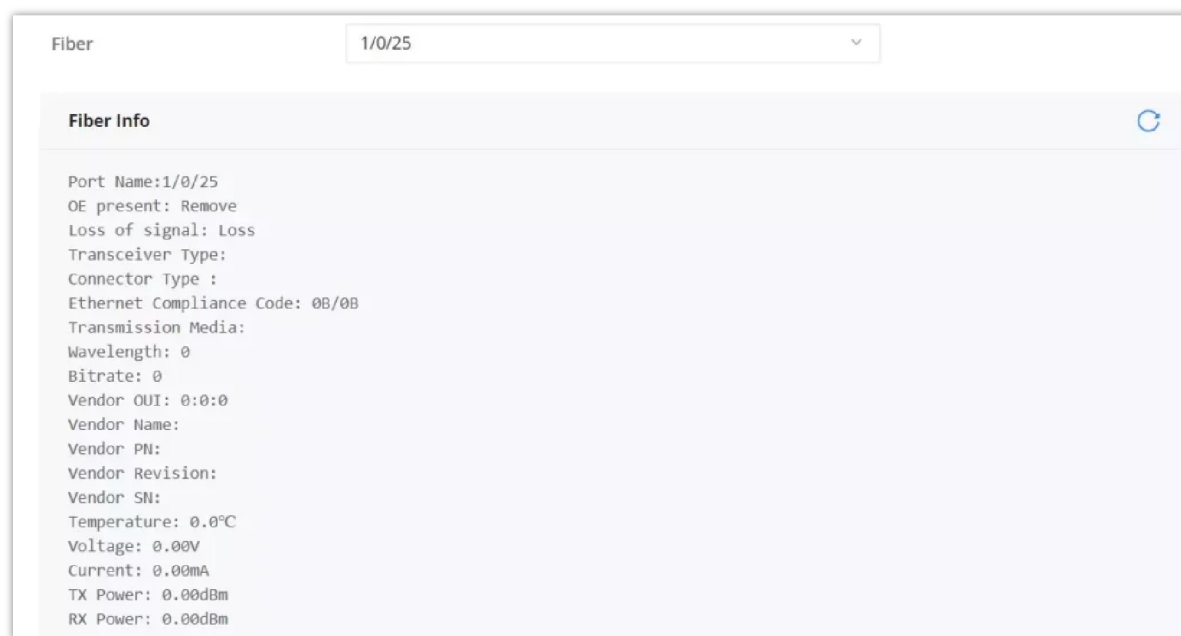 Fiber
1/0/25
Fiber Info
Port Name:1/0/25
OE present: Remove
Loss of signal: Loss
Transceiver Type:
Connector Type :
Ethernet Compliance Code: 0B/0B
Transmission Media:
Wavelength: 0
Bitrate: 0
Vendor OUI: 0:0:0
Vendor Name:
Vendor PN:
Vendor Revision:
Vendor SN:
Temperature: 0.0℃
Voltage: 0.00V
Current: 0.00mA
TX Power: 0.00dBm
RX Power: 0.00dBm